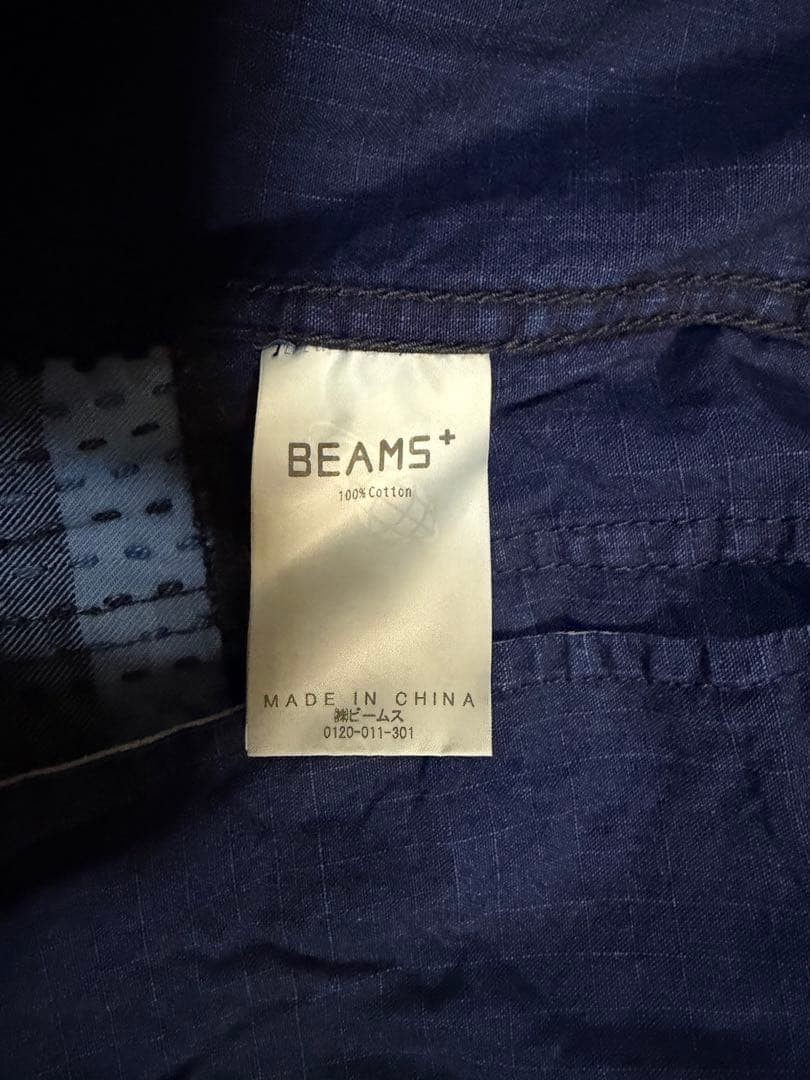 BEAMS+
100% Cotton
MADE IN CHINA
㈱ビームス
0120-011-301